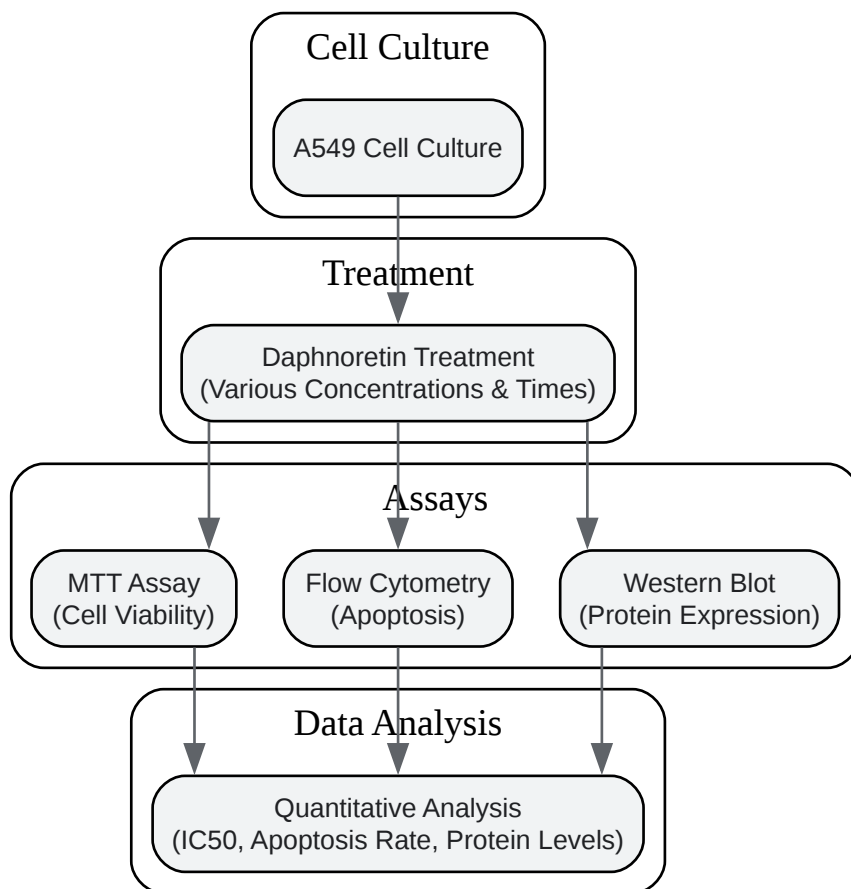 Cell Culture
A549 Cell Culture
Treatment
Daphnoretin Treatment
(Various Concentrations & Times)
Assays
MTT Assay
(Cell Viability)
Flow Cytometry
(Apoptosis)
Western Blot
(Protein Expression)
Data Analysis
Quantitative Analysis
(IC50, Apoptosis Rate, Protein Levels)